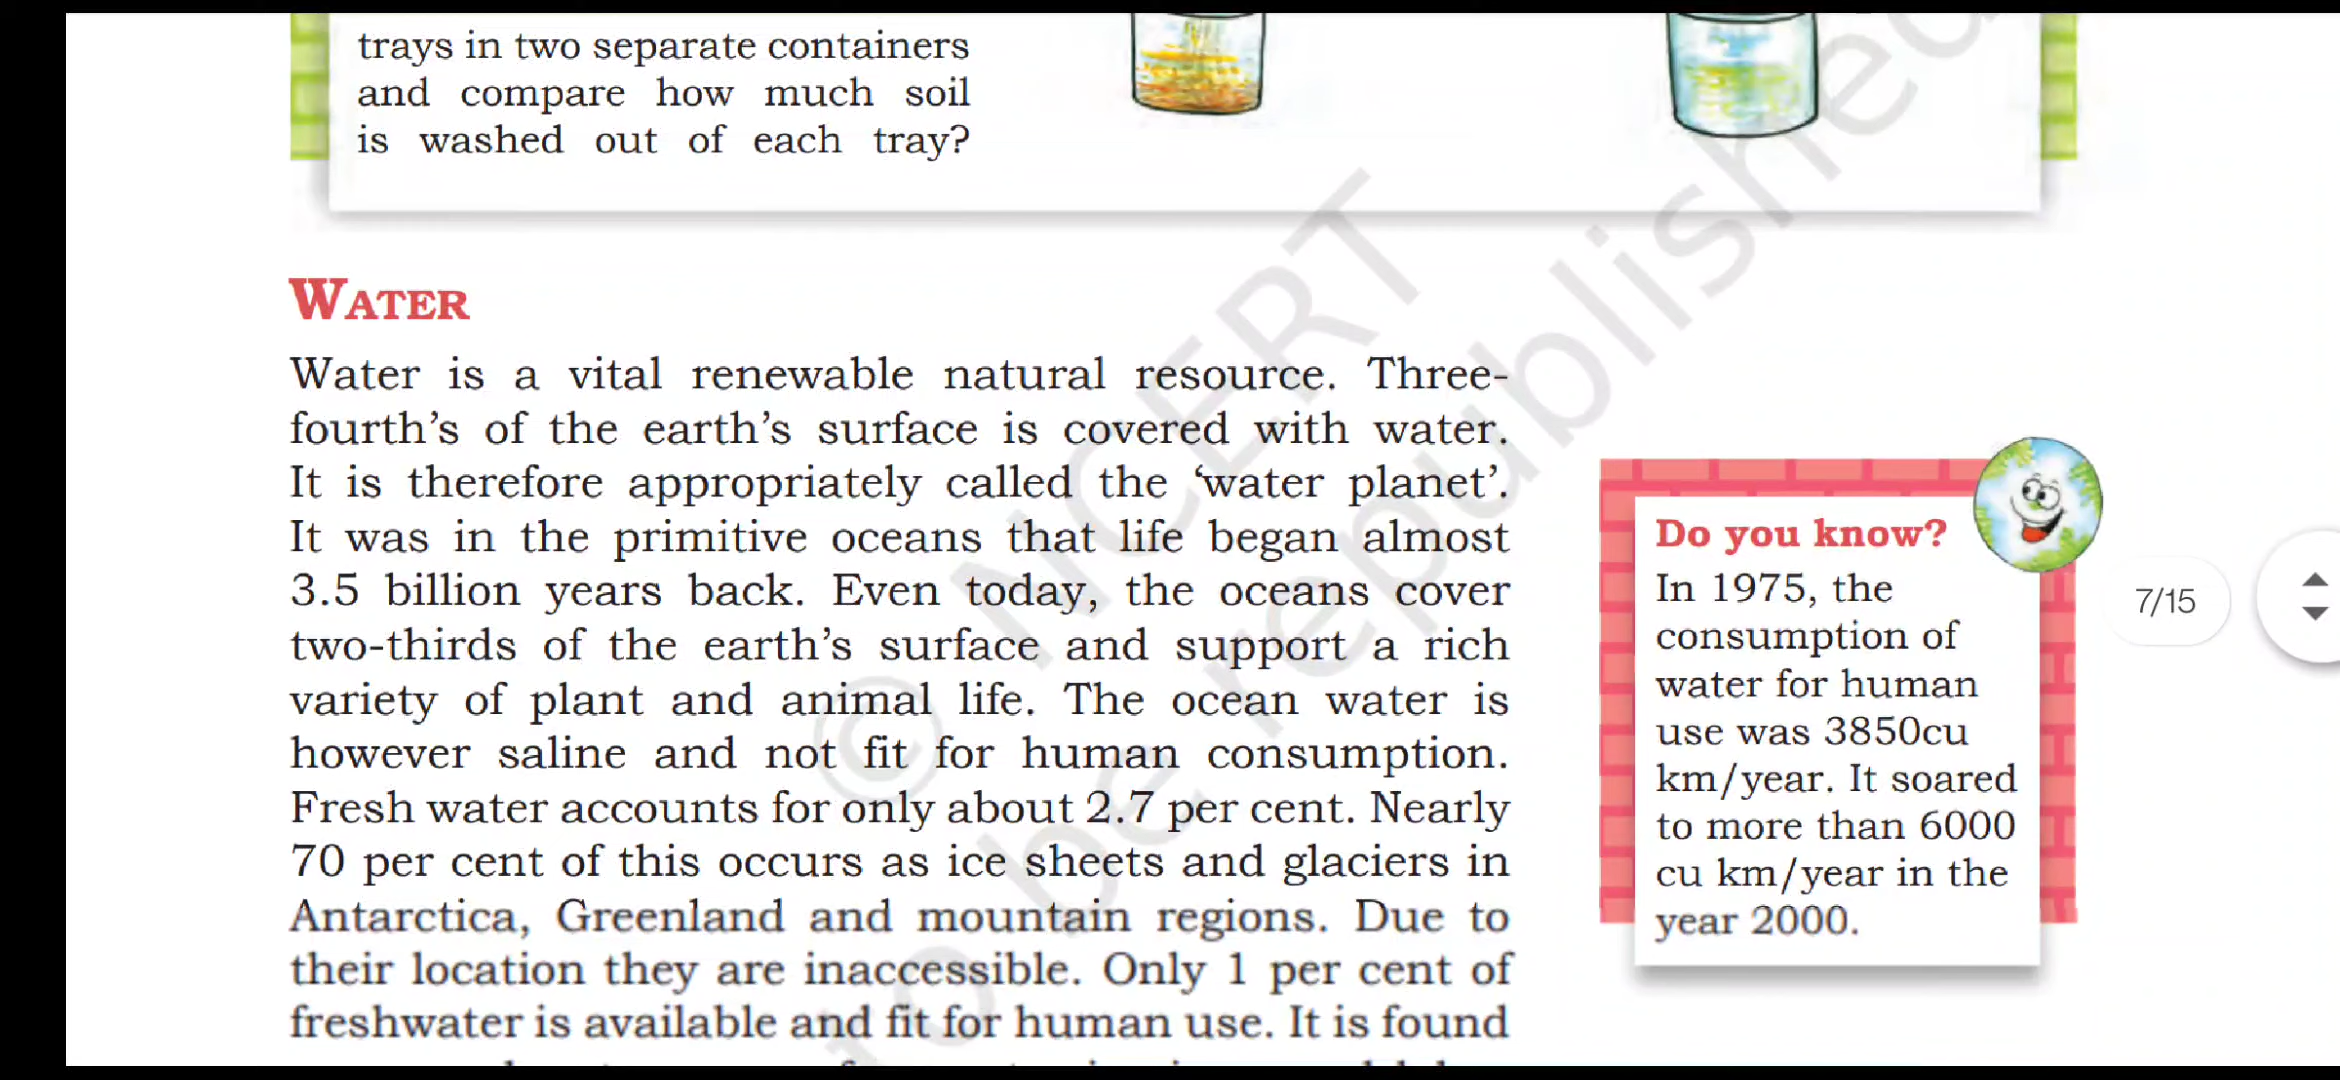 trays in two separate containers
and compare how much soil
is washed out of each tray?
WATER
Water is a vital renewable natural resource. Three-
fourth’s of the earth’s surface is covered with water.
It is therefore appropriately called the ‘water planet’.
It was in the primitive oceans that life began almost
3.5 billion years back. Even today, the oceans cover
two-thirds of the earth’s surface and support a rich
variety of plant and animal life. The ocean water is
however saline and not fit for human consumption.
Fresh water accounts for only about 2.7 per cent. Nearly
70 per cent of this occurs as ice sheets and glaciers in
Antarctica, Greenland and mountain regions. Due to
their location they are inaccessible. Only 1 per cent of
freshwater is available and fit for human use. It is found
Do you know?
In 1975, the
consumption of
water for human
use was 3850cu
km/year. It soared
to more than 6000
cu km/year in the
year 2000.
7/15
© NCERT
to be republished